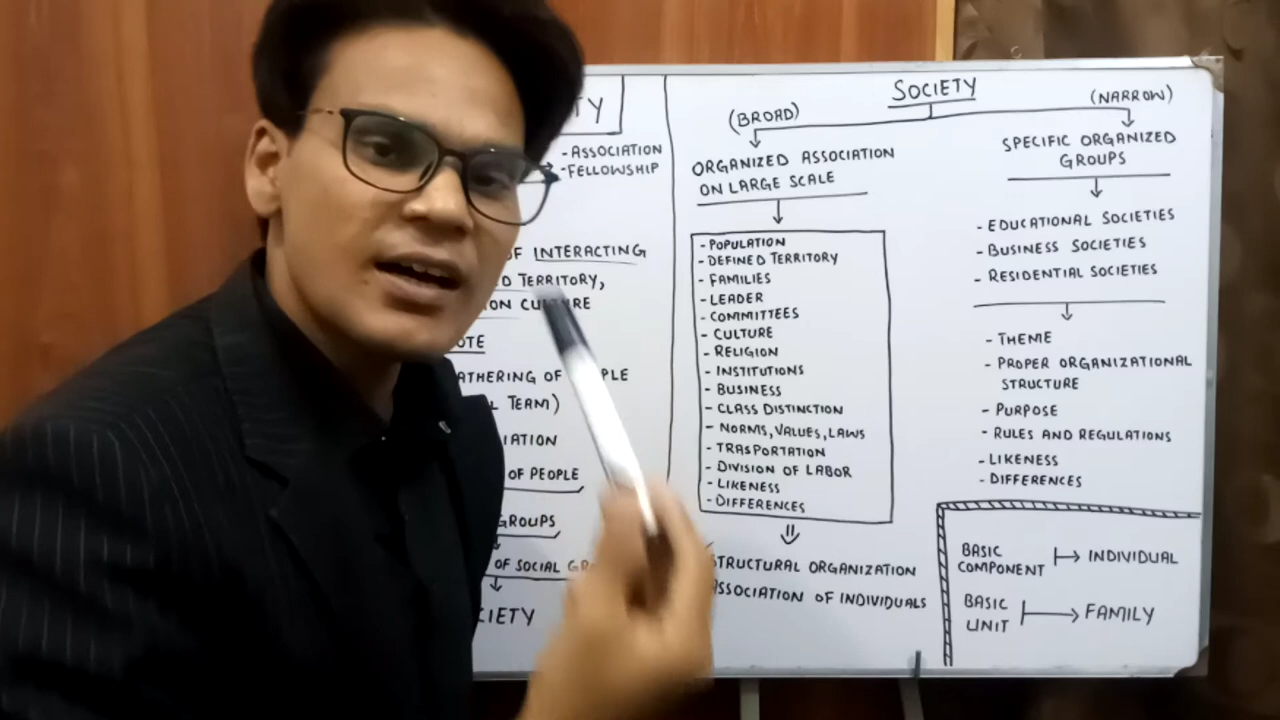 TY
- ASSOCIATION
- FELLOWSHIP
OF INTERACTING
TERRITORY,
ATHERING OF
TEAM)
IATION
OF PEOPLE
GROUPS
OF SOCIAL
CIETY
SOCIETY
(BROAD)
ORGANIZED ASSOCIATION
ON LARGE SCALE
- POPULATION
- DEFINED TERRITORY
- FAMILIES
- LEADER
- COMMITTEES
- CULTURE
- RELIGION
- INSTITUTIONS
- BUSINESS
- CLASS DISTINCTION
- NORMS, VALUES, LAWS
- TRASPORTATION
- DIVISION OF LABOR
- LIKENESS
- DIFFERENCES
STRUCTURAL ORGANIZATION
ASSOCIATION OF INDIVIDUALS
(NARROW)
SPECIFIC ORGANIZED
GROUPS
- EDUCATIONAL SOCIETIES
- BUSINESS SOCIETIES
- RESIDENTIAL SOCIETIES
- THEME
- PROPER ORGANIZATIONAL
STRUCTURE
- PURPOSE
- RULES AND REGULATIONS
- LIKENESS
- DIFFERENCES
BASIC
COMPONENT
INDIVIDUAL
BASIC
UNIT
FAMILY